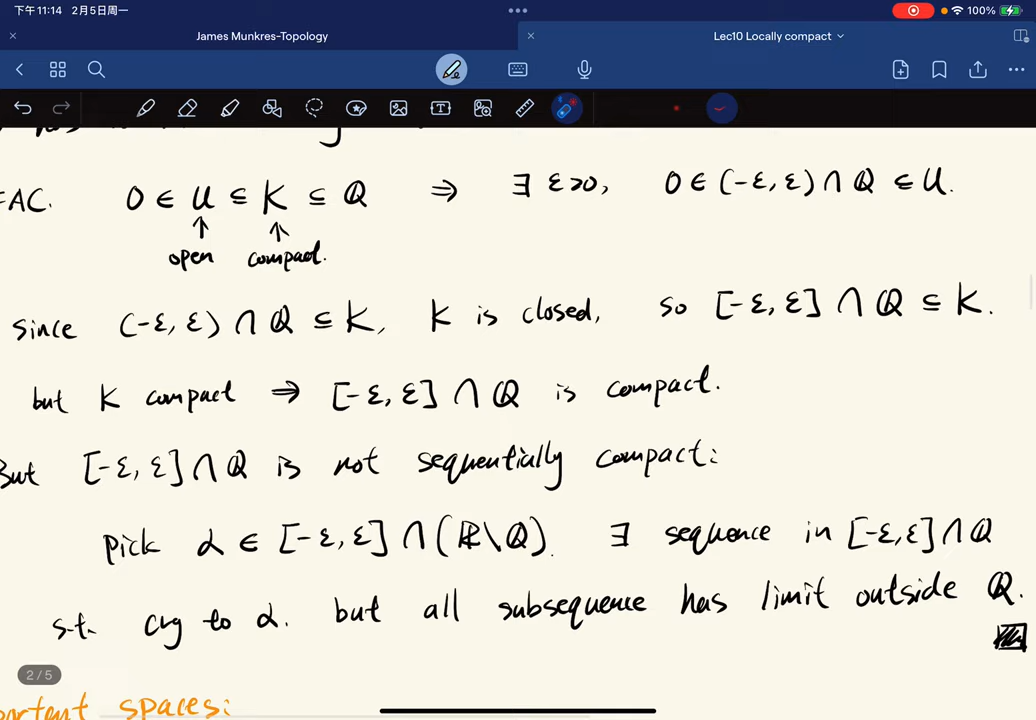 下午11:14 2月5日周一
100%
James Munkres-Topology
Lec10 Locally compact
FAC. 0 ∈ U ⊆ K ⊆ ℚ ⇒ ∃ ε>0, 0 ∈ (-ε, ε) ∩ ℚ ⊆ U.
↑ ↑
open compact.
since (-ε, ε) ∩ ℚ ⊆ K, K is closed, so [-ε, ε] ∩ ℚ ⊆ K.
but K compact ⇒ [-ε, ε] ∩ ℚ is compact.
But [-ε, ε] ∩ ℚ is not sequentially compact:
pick α ∈ [-ε, ε] ∩ (ℝ\ℚ). ∃ sequence in [-ε, ε] ∩ ℚ
s.t. cvg to α. but all subsequence has limit outside ℚ.
2 / 5
spaces: